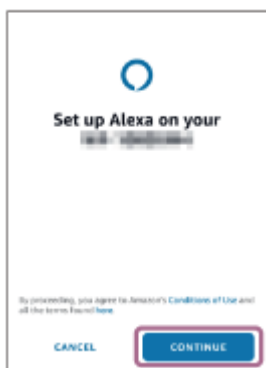 Set up Alexa on your
By proceeding, you agree to Amazon's Conditions of Use and
all the terms found here.
CANCEL
CONTINUE